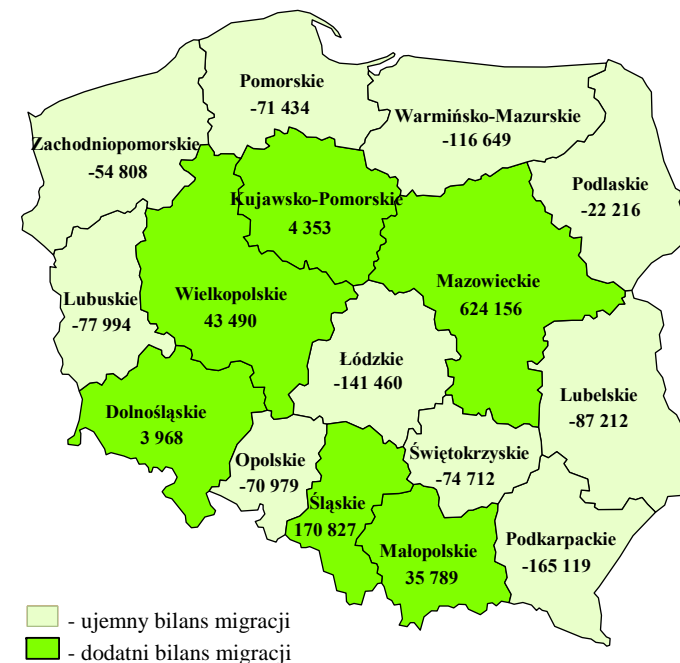 Pomorskie
-71 434
Warmińsko-Mazurskie
-116 649
Zachodniopomorskie
-54 808
Podlaskie
-22 216
Kujawsko-Pomorskie
4 353
Mazowieckie
624 156
Wielkopolskie
43 490
Lubuskie
-77 994
Łódzkie
-141 460
Lubelskie
-87 212
Dolnośląskie
3 968
Opolskie
-70 979
Świętokrzyskie
-74 712
Śląskie
170 827
Małopolskie
35 789
Podkarpackie
-165 119
- ujemny bilans migracji
- dodatni bilans migracji